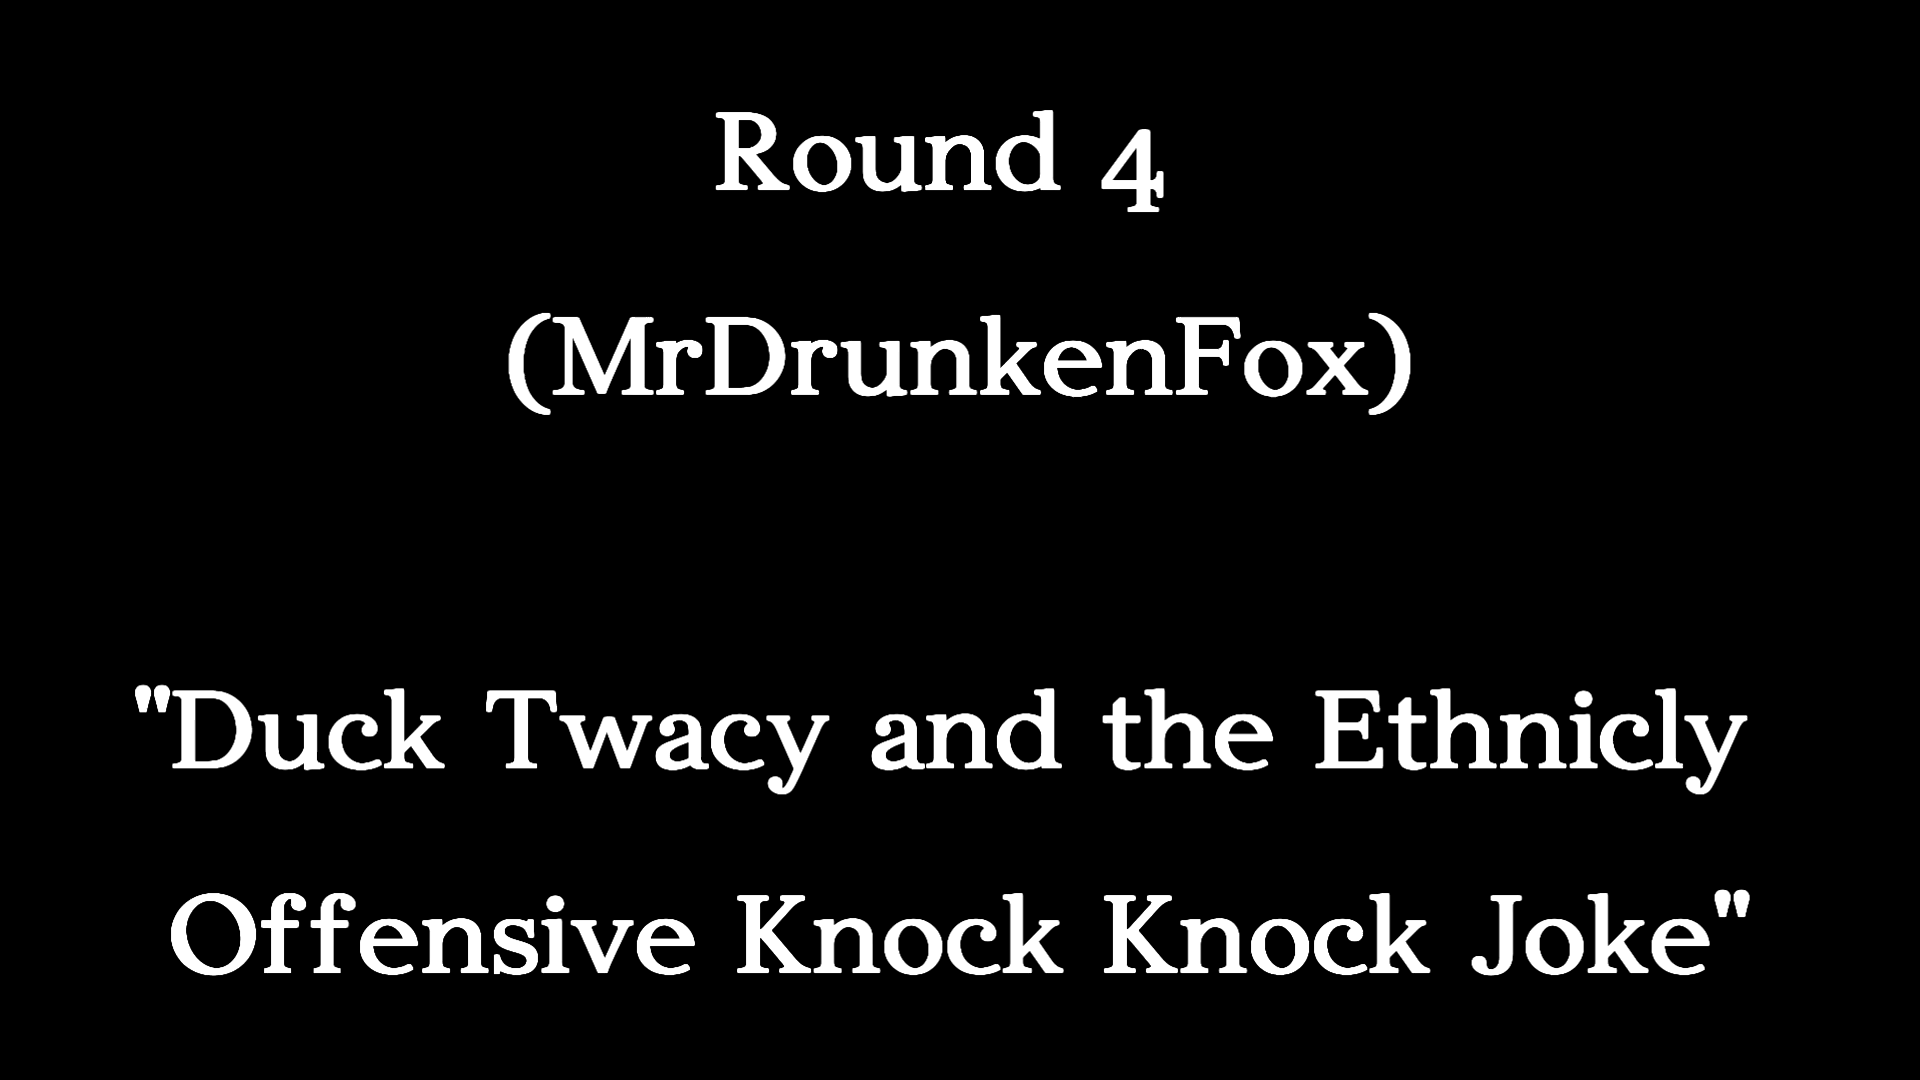 Round 4
(MrDrunkenFox)
"Duck Twacy and the Ethnicly
Offensive Knock Knock Joke"